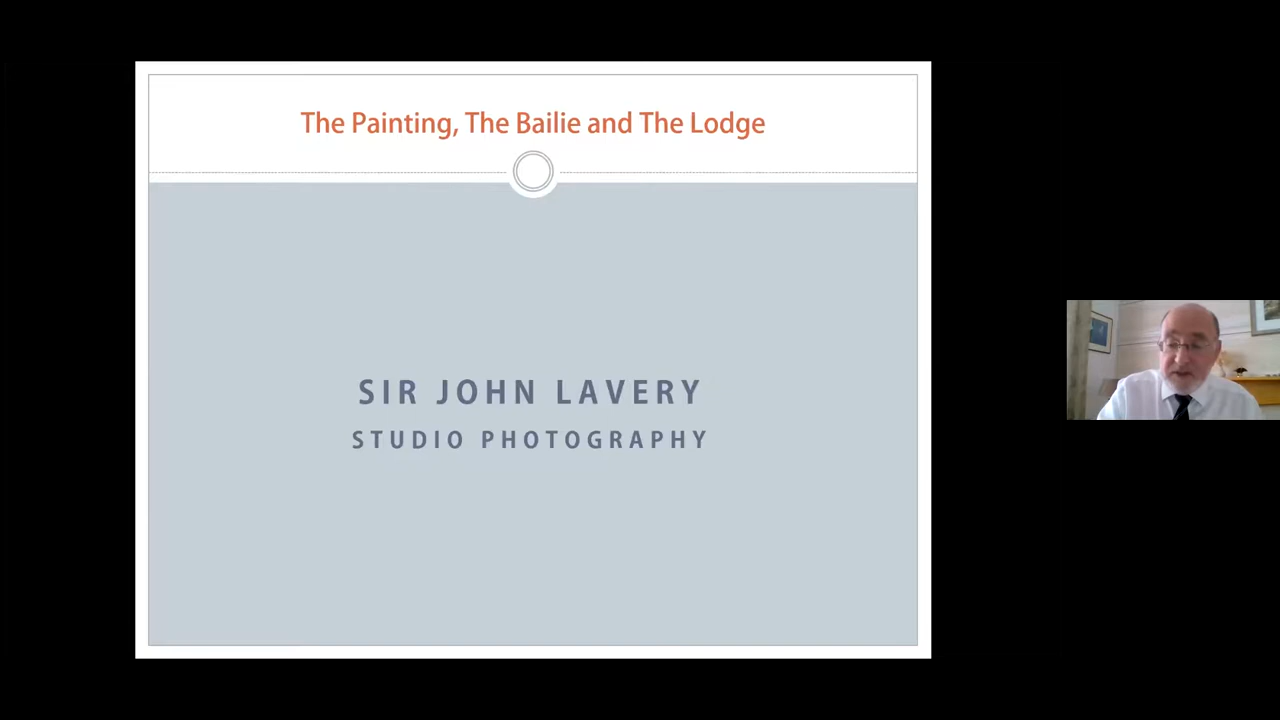 The Painting, The Bailie and The Lodge
SIR JOHN LAVERY
STUDIO PHOTOGRAPHY